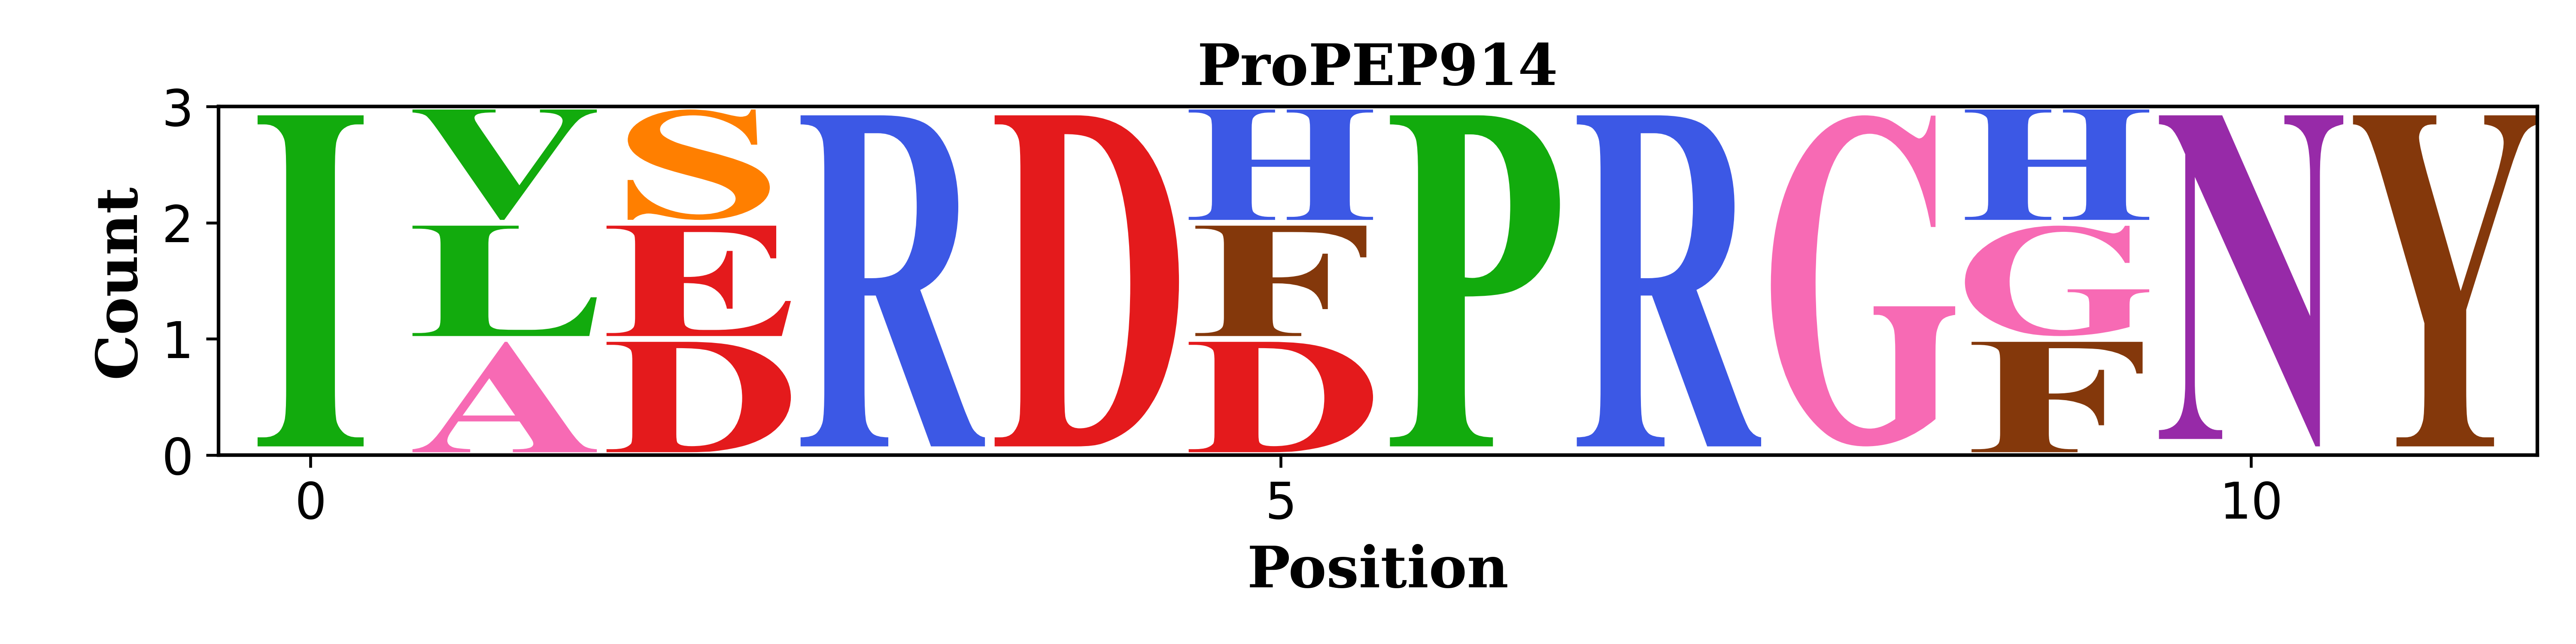 ProPEP914
Count
3
2
1
0
I V S R D H P R G H N Y
L E F G
A D D F
0 5 10
Position